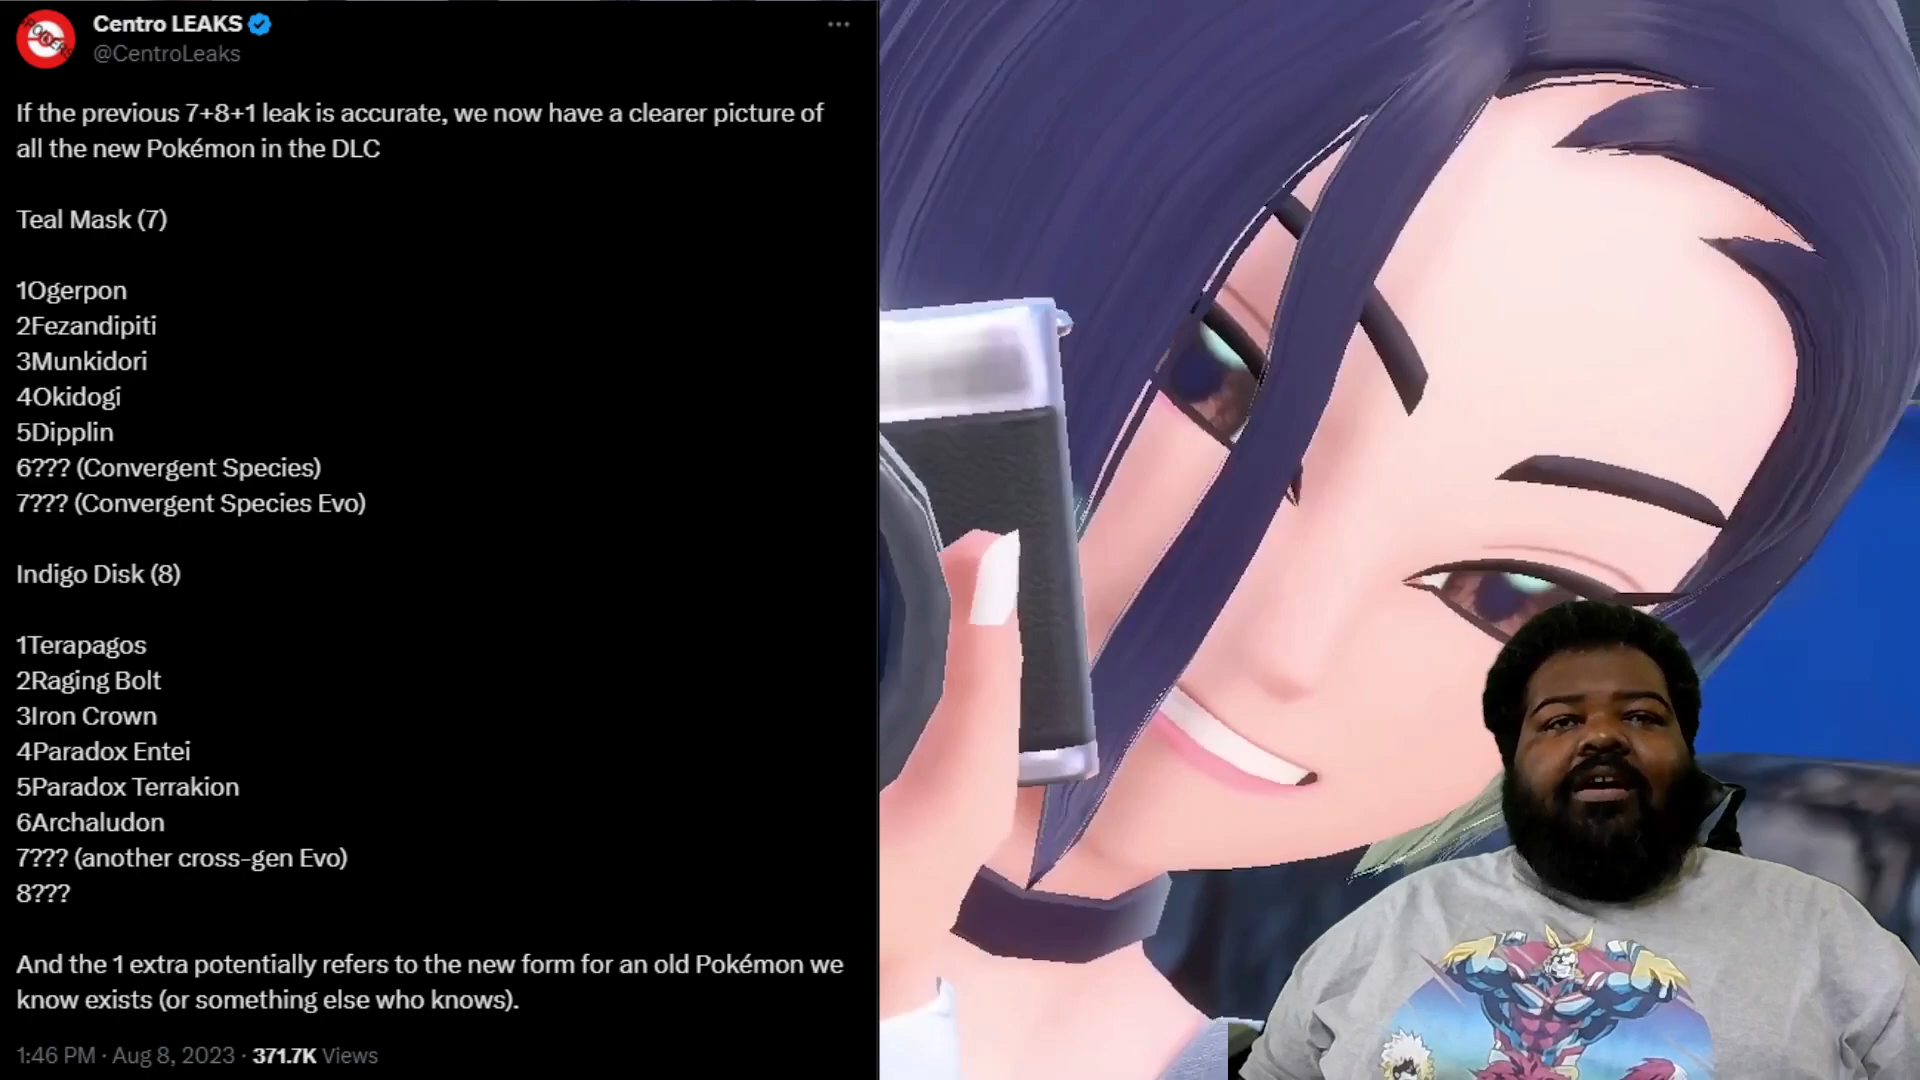 Centro LEAKS
@CentroLeaks
If the previous 7+8+1 leak is accurate, we now have a clearer picture of
all the new Pokémon in the DLC
Teal Mask (7)
1Ogerpon
2Fezandipiti
3Munkidori
4Okidogi
5Dipplin
6??? (Convergent Species)
7??? (Convergent Species Evo)
Indigo Disk (8)
1Terapagos
2Raging Bolt
3Iron Crown
4Paradox Entei
5Paradox Terrakion
6Archaludon
7??? (another cross-gen Evo)
8???
And the 1 extra potentially refers to the new form for an old Pokémon we
know exists (or something else who knows).
1:46 PM · Aug 8, 2023 · 371.7K Views